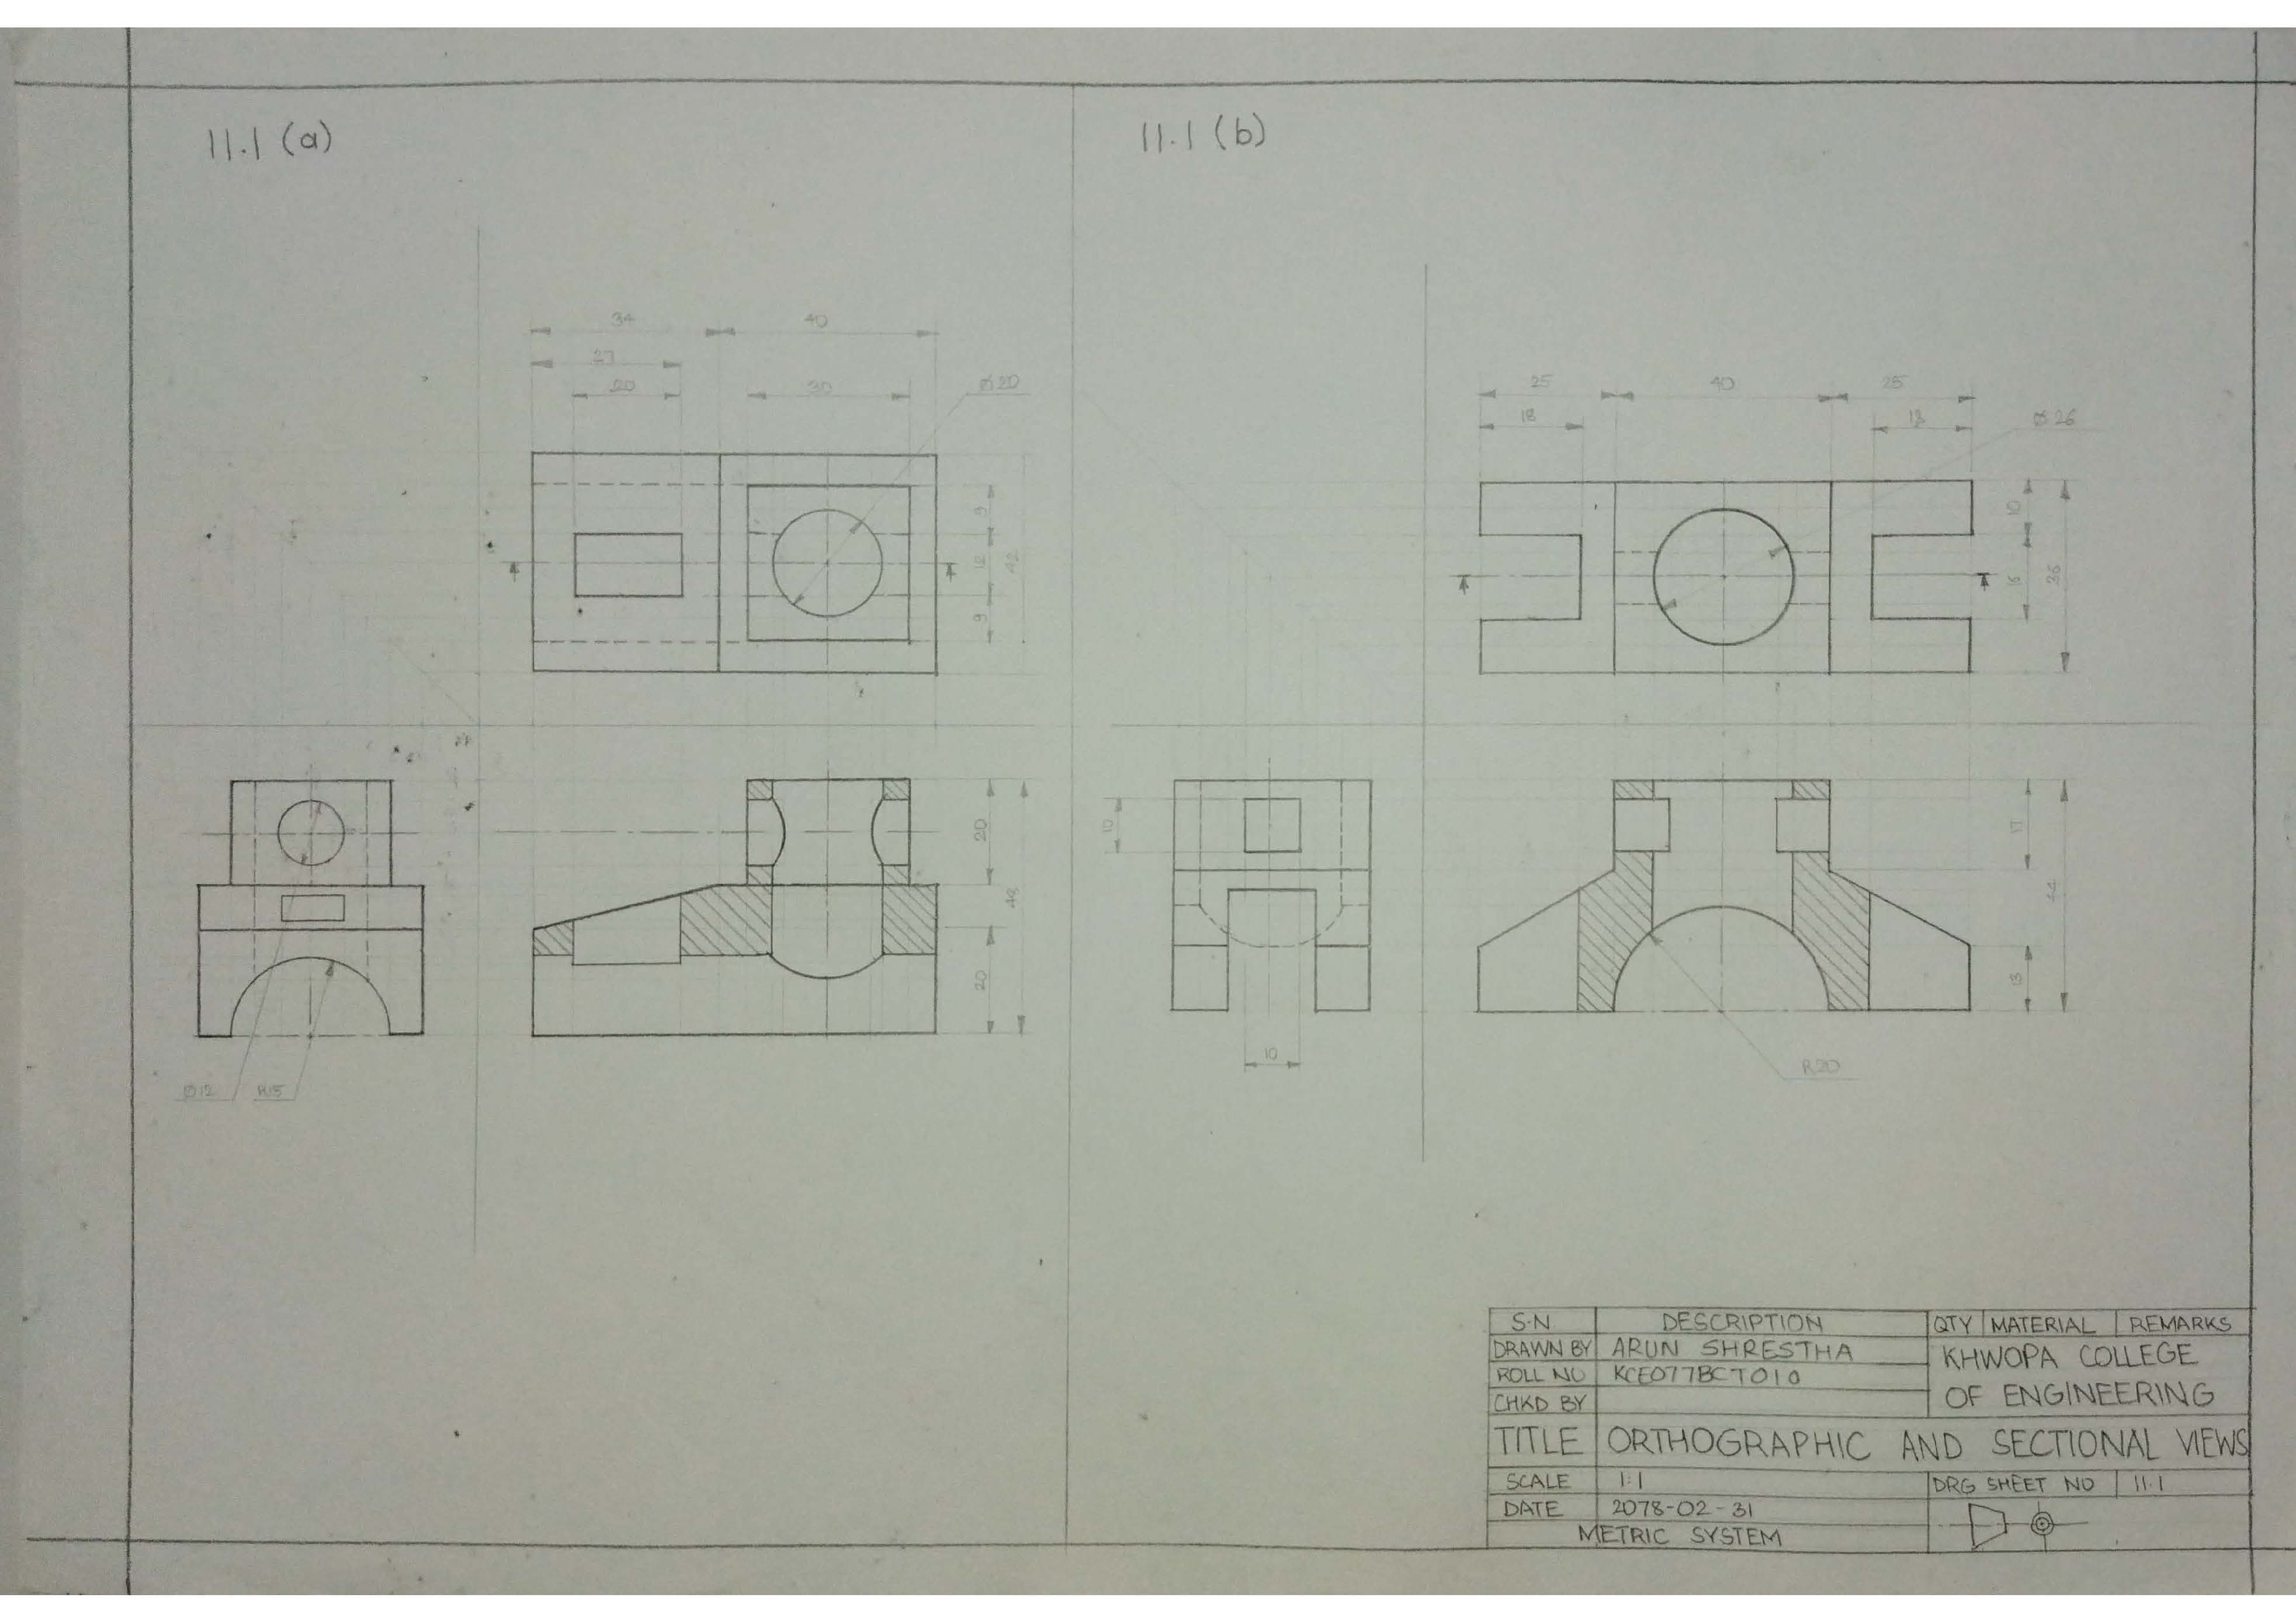 11.1 (a)
11.1 (b)
34 40
27
20 30 Ø20
9
12 42
9
20
48
20
Ø12 R15
25 40 25
18 18 Ø 26
10
16 36
10
17
44
13
10
R20
S.N DESCRIPTION QTY MATERIAL REMARKS
DRAWN BY ARUN SHRESTHA KHWOPA COLLEGE
ROLL NO KCE077BCT010 OF ENGINEERING
CHKD BY
TITLE ORTHOGRAPHIC AND SECTIONAL VIEWS
SCALE 1:1 DRG SHEET NO 11.1
DATE 2078-02-31
METRIC SYSTEM